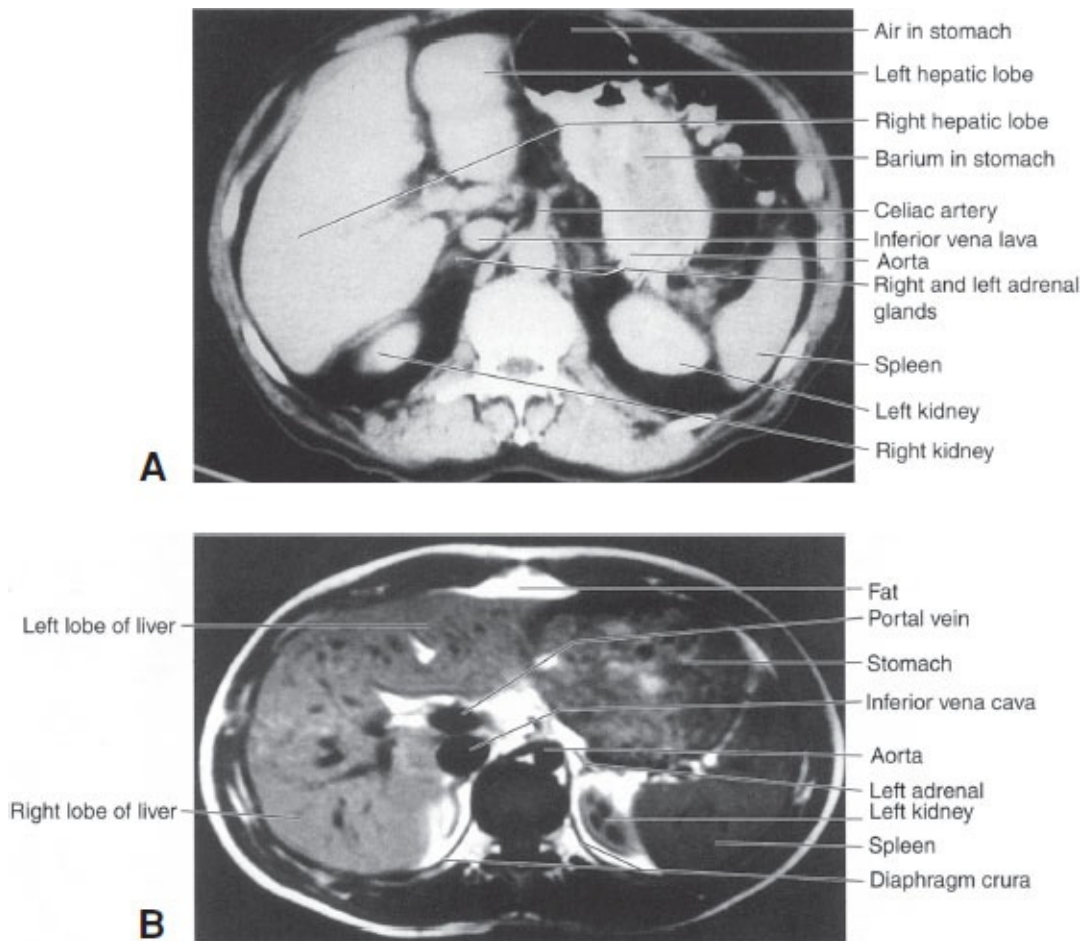 Air in stomach
Left hepatic lobe
Right hepatic lobe
Barium in stomach
Celiac artery
Inferior vena lava
Aorta
Right and left adrenal
glands
Spleen
Left kidney
Right kidney
A
Fat
Portal vein
Left lobe of liver
Stomach
Inferior vena cava
Aorta
Left adrenal
Right lobe of liver
Left kidney
Spleen
Diaphragm crura
B